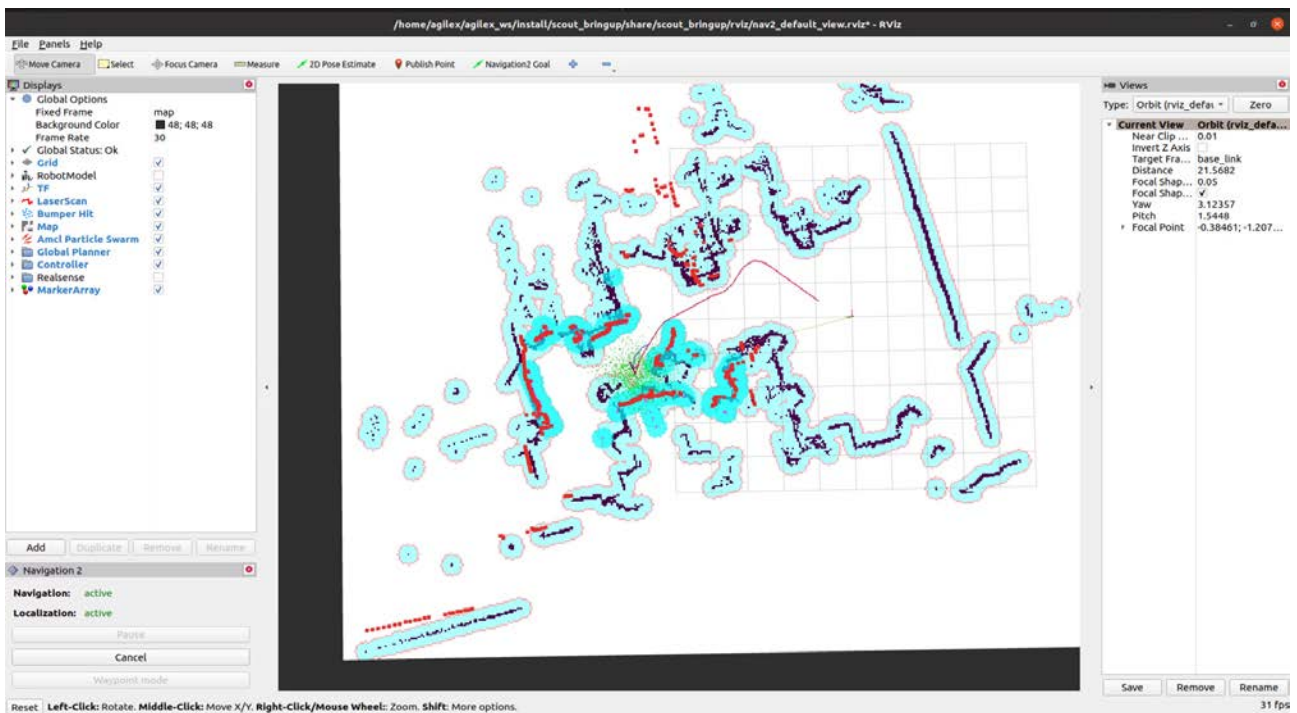 /home/agilex/agilex_ws/install/scout_bringup/share/scout_bringup/rviz/nav2_default_view.rviz* - RViz
File Panels Help
Move Camera Select Focus Camera Measure 2D Pose Estimate Publish Point Navigation2 Goal
Displays
Global Options
Fixed Frame map
Background Color 48; 48; 48
Frame Rate 30
Global Status: Ok
Grid
RobotModel
TF
LaserScan
Bumper Hit
Map
Amcl Particle Swarm
Global Planner
Controller
Realsense
MarkerArray
Add Duplicate Remove Rename
Navigation 2
Navigation: active
Localization: active
Pause
Cancel
Waypoint mode
Views
Type: Orbit (rviz_defau Zero
Current View Orbit (rviz_defa...
Near Clip ... 0.01
Invert Z Axis
Target Fra... base_link
Distance 21.5682
Focal Shap... 0.05
Focal Shap...
Yaw 3.12357
Pitch 1.5448
Focal Point -0.38461; -1.207...
Save Remove Rename
Reset Left-Click: Rotate. Middle-Click: Move X/Y. Right-Click/Mouse Wheel:: Zoom. Shift: More options. 31 fps